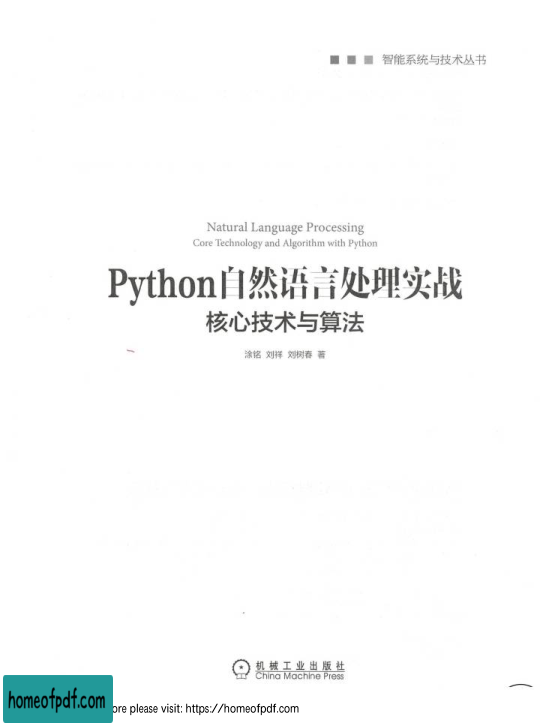 智能系统与技术丛书
Natural Language Processing
Core Technology and Algorithm with Python
Python自然语言处理实战
核心技术与算法
涂铭 刘祥 刘树春 著
机械工业出版社
China Machine Press
homeofpdf.com
ore please visit: https://homeofpdf.com